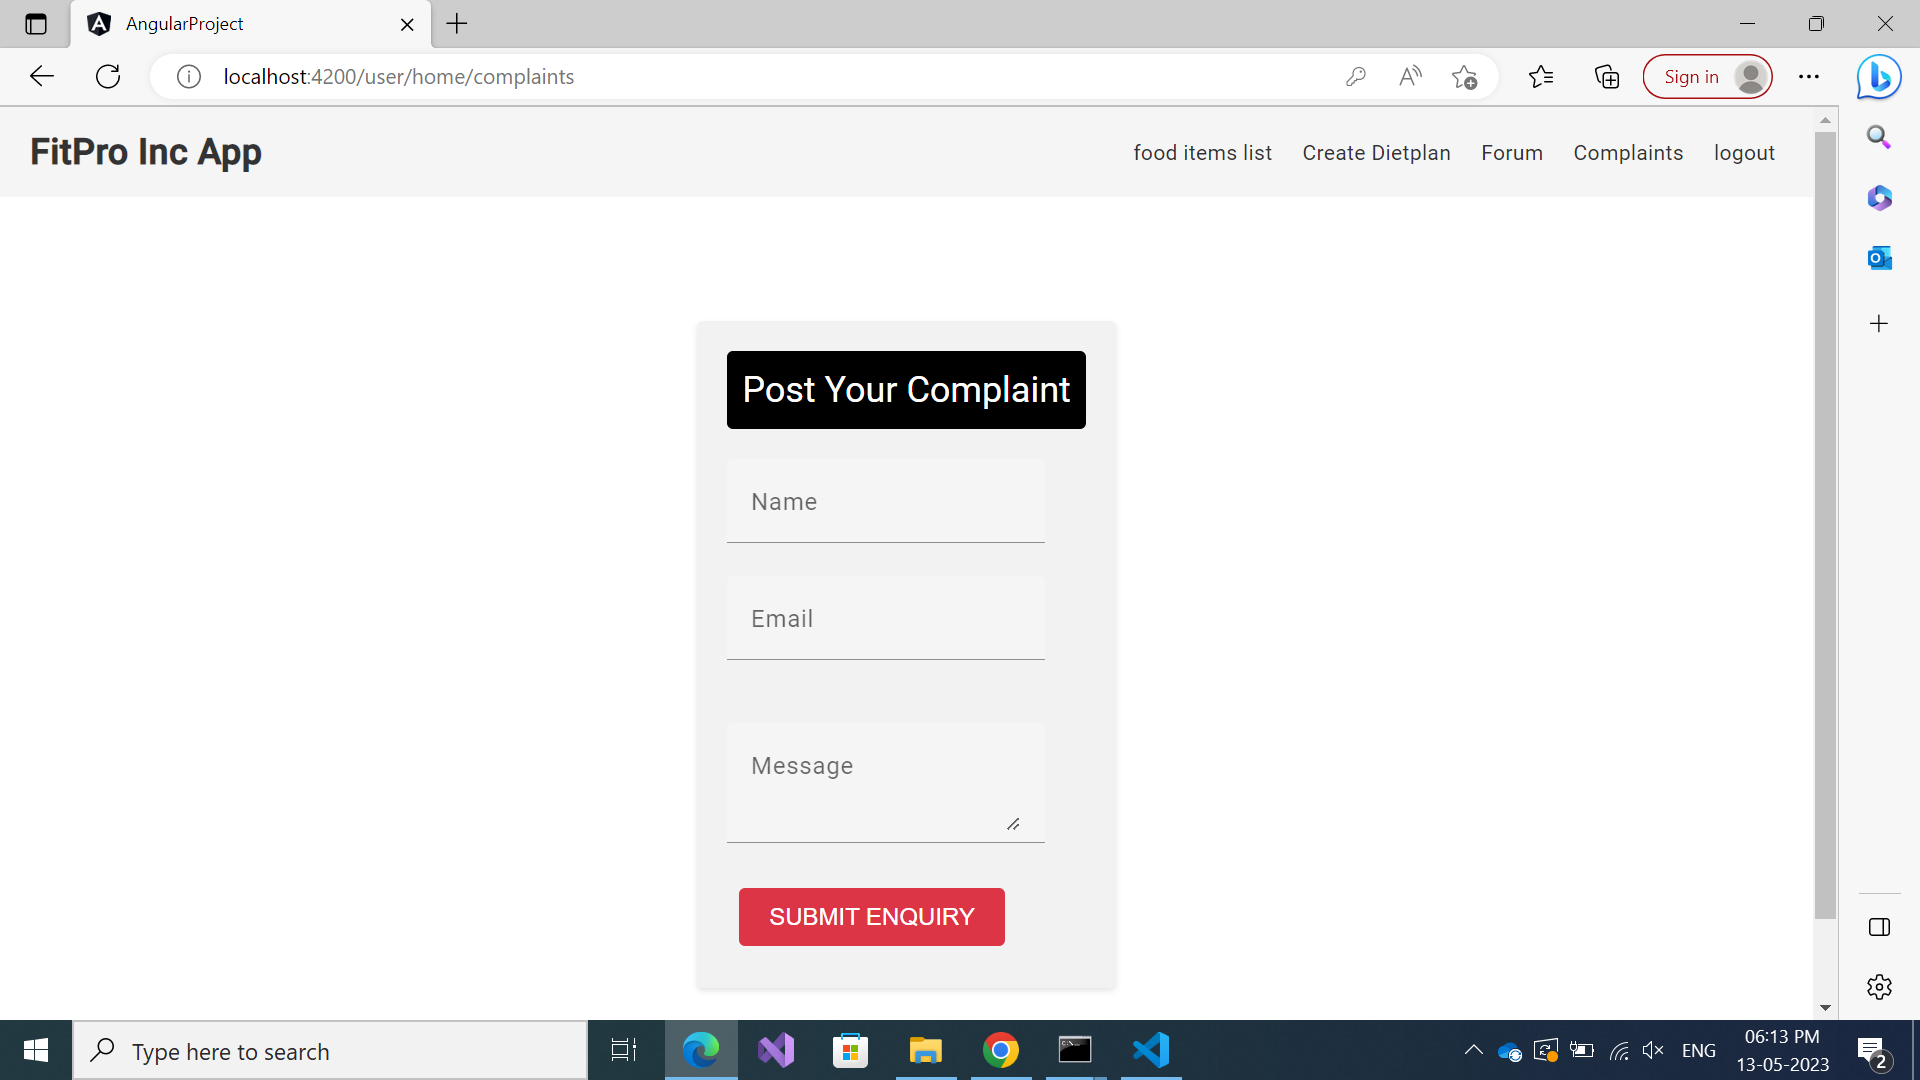 AngularProject
localhost:4200/user/home/complaints
Sign in
FitPro Inc App
food items list
Create Dietplan
Forum
Complaints
logout
Post Your Complaint
Name
Email
Message
SUBMIT ENQUIRY
Type here to search
ENG
06:13 PM
13-05-2023
2